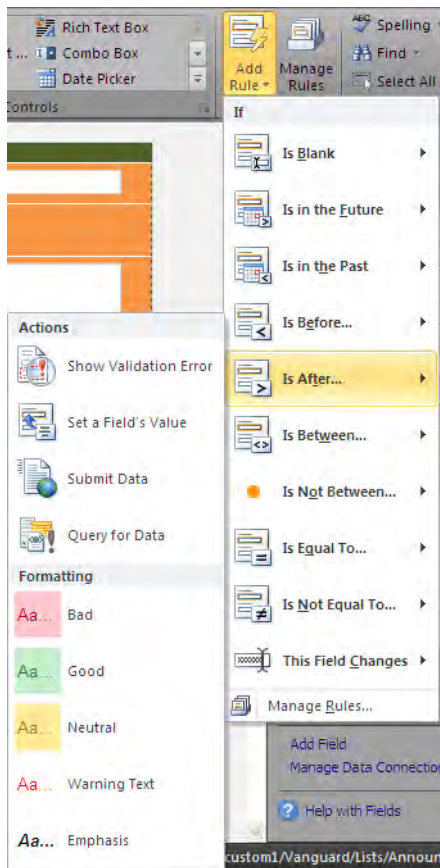 Rich Text Box
t ... Combo Box
Date Picker
Controls
Add Rule
Manage Rules
ABC Spelling
Find
Select All
If
Is Blank
Is in the Future
Is in the Past
Is Before...
Is After...
Is Between...
Is Not Between...
Is Equal To...
Is Not Equal To...
This Field Changes
Manage Rules...
Actions
Show Validation Error
Set a Field's Value
Submit Data
Query for Data
Formatting
Aa... Bad
Aa... Good
Aa... Neutral
Aa... Warning Text
Aa... Emphasis
Add Field
Manage Data Connection
Help with Fields
custom1/Vanguard/Lists/Announ